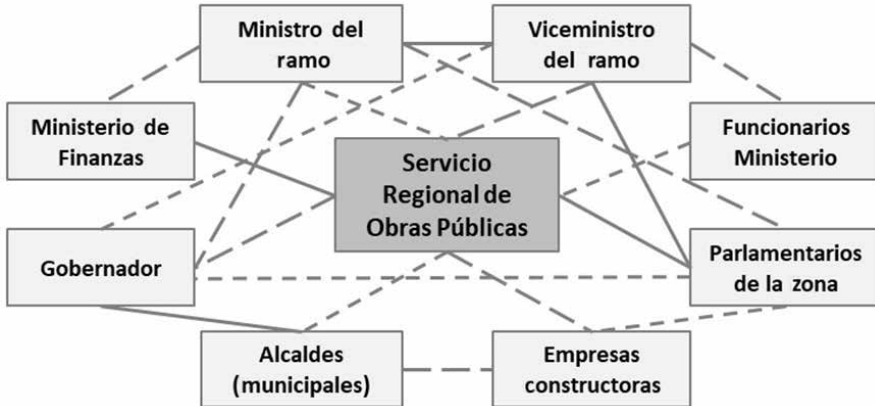 Ministro del
ramo
Viceministro
del ramo
Ministerio de
Finanzas
Servicio
Regional de
Obras Públicas
Funcionarios
Ministerio
Gobernador
Parlamentarios
de la zona
Alcaldes
(municipales)
Empresas
constructoras